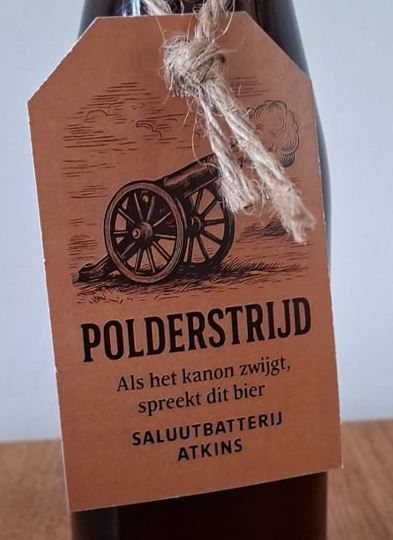 POLDERSTRIJD
Als het kanon zwijgt,
spreekt dit bier
SALUUTBATTERIJ
ATKINS